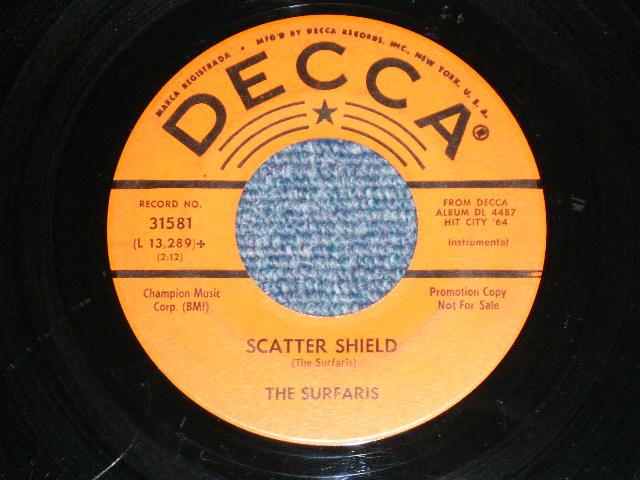 MARCA REGISTRADA • MFG'D BY DECCA RECORDS, INC., NEW YORK, U. S. A.
DECCA®
RECORD NO.
31581
(L 13,289)+
(2:12)
FROM DECCA
ALBUM DL 4487
HIT CITY '64
Instrumental
Champion Music
Corp. (BMI)
Promotion Copy
Not For Sale
SCATTER SHIELD
(The Surfaris)
THE SURFARIS